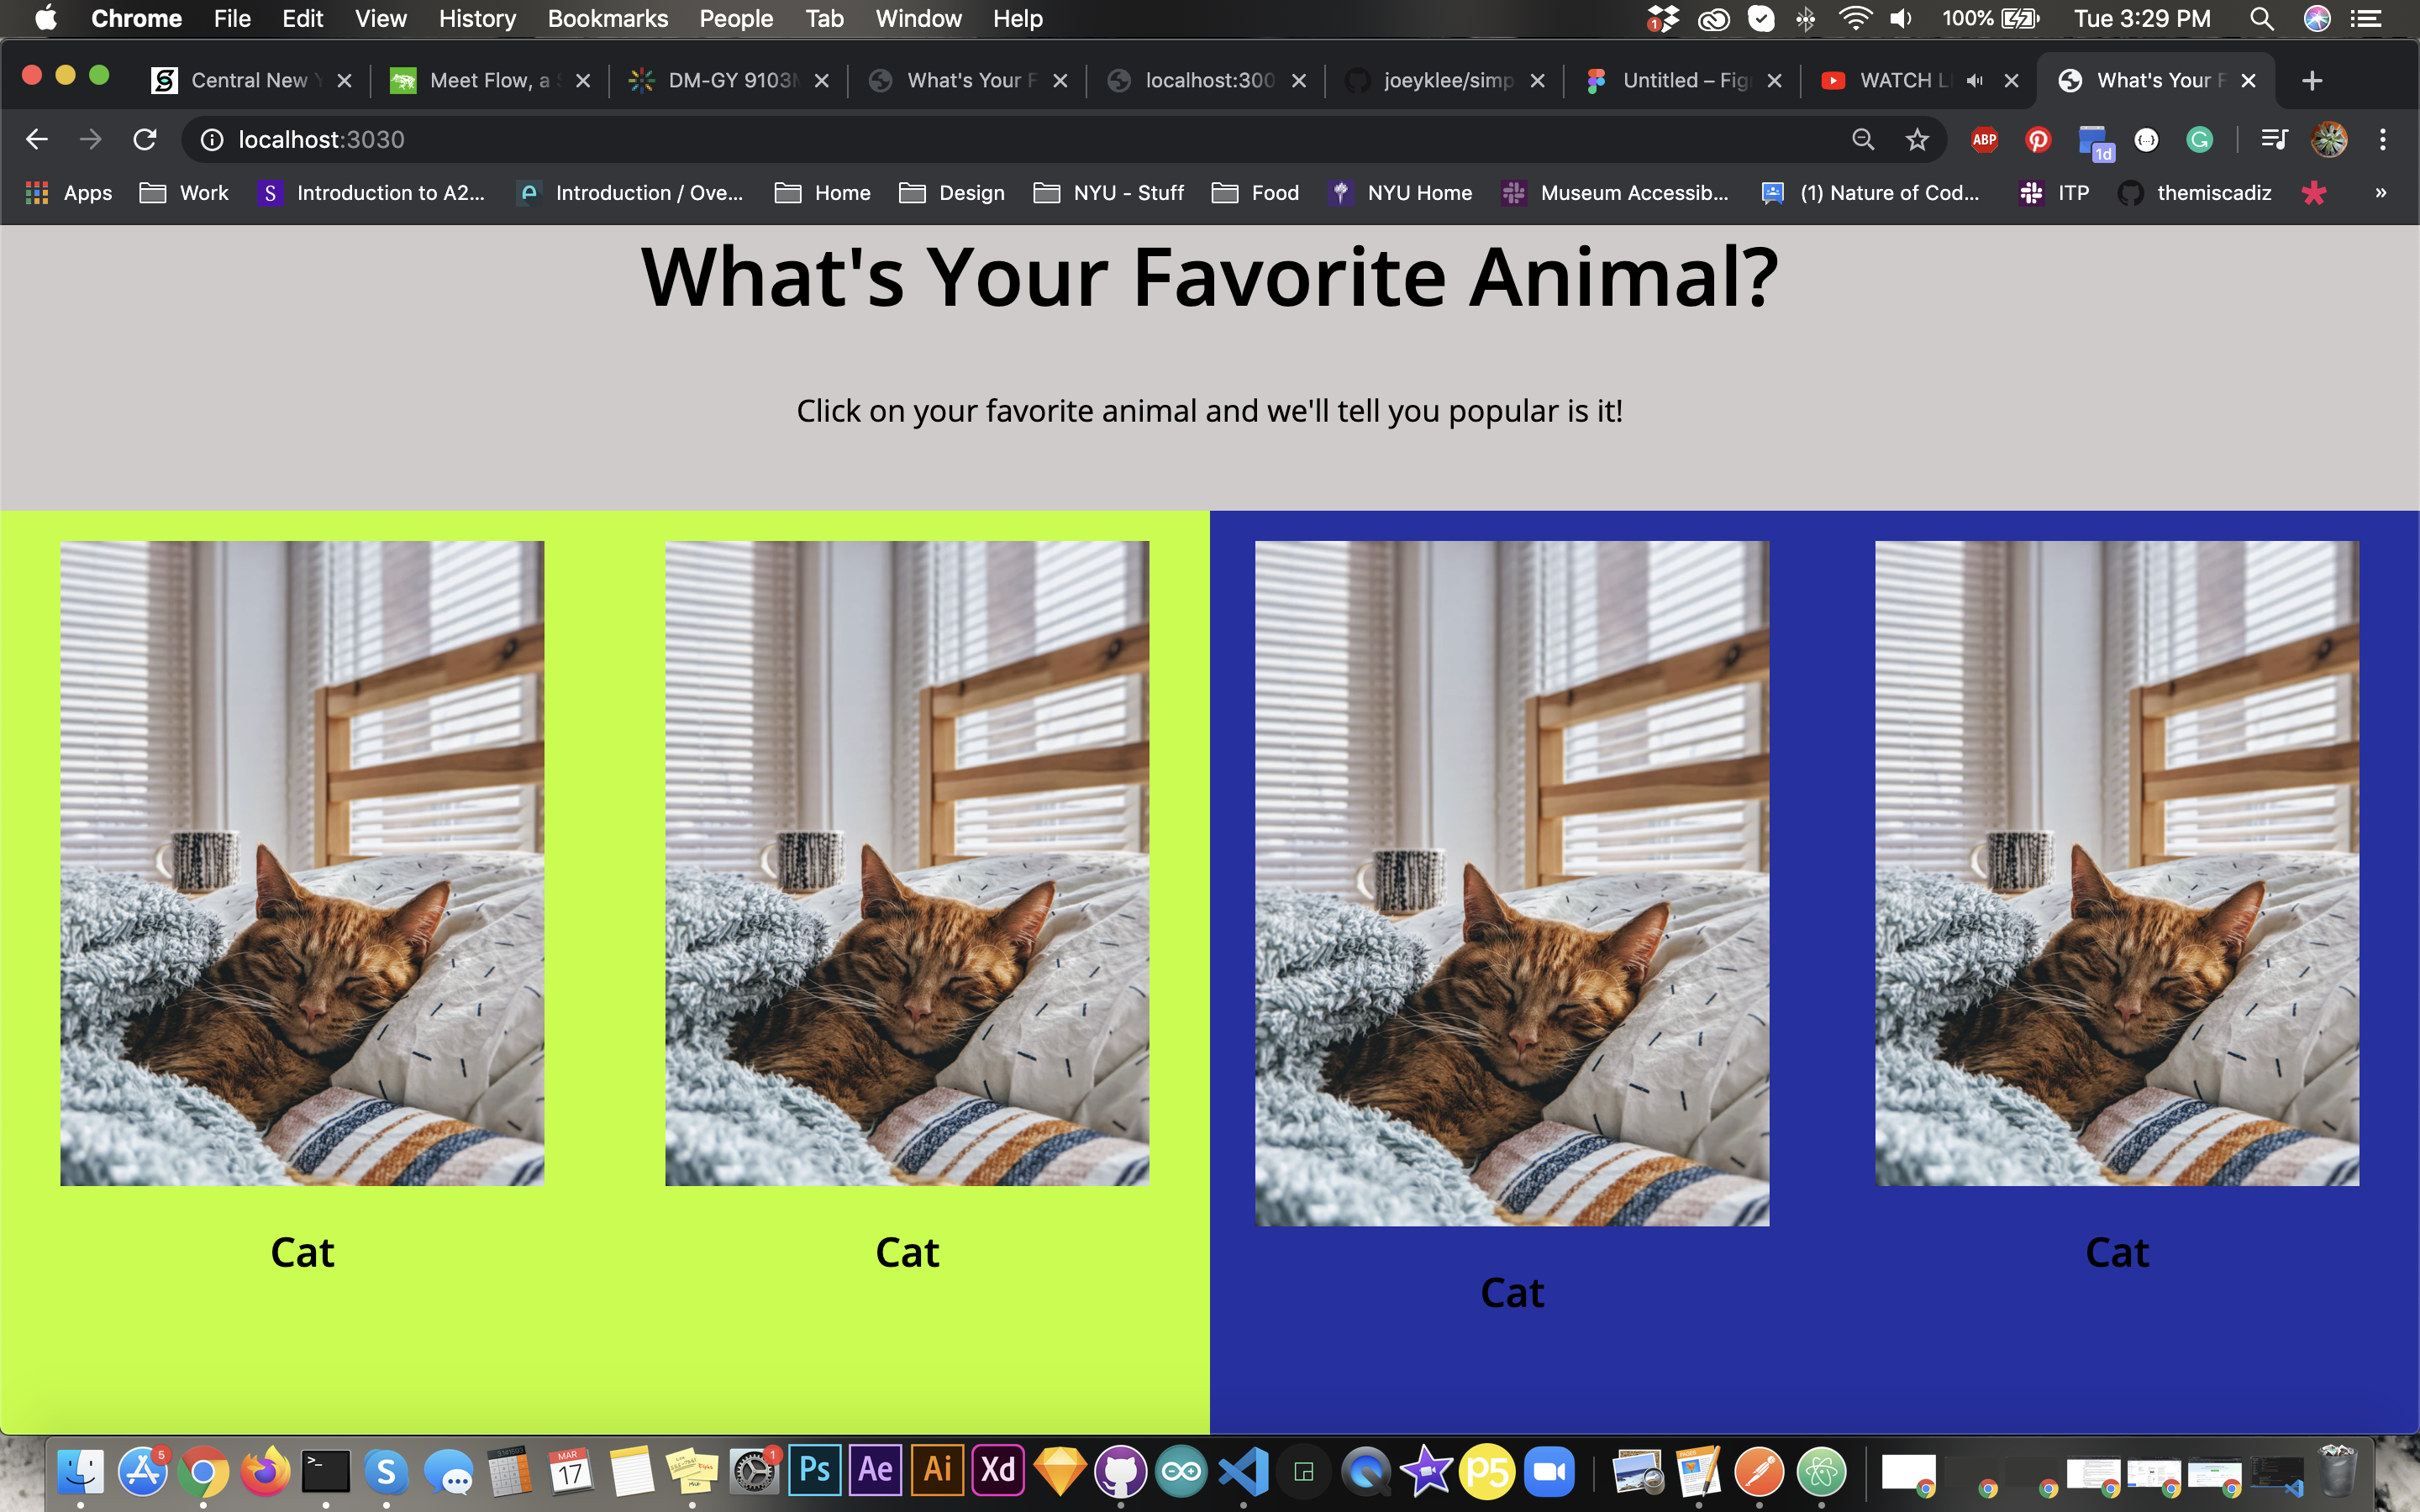 Chrome File Edit View History Bookmarks People Tab Window Help 1 100% Tue 3:29 PM
Central New Meet Flow, a DM-GY 9103 What's Your F localhost:300 joeyklee/simp Untitled – Fig WATCH L What's Your F
localhost:3030 ABP 1d
Apps Work S Introduction to A2... Introduction / Ove... Home Design NYU - Stuff Food NYU Home Museum Accessib... (1) Nature of Cod... ITP themiscadiz »
What's Your Favorite Animal?
Click on your favorite animal and we'll tell you popular is it!
Cat Cat Cat Cat
5 MAR 17 1 Ps Ae Ai Xd p5